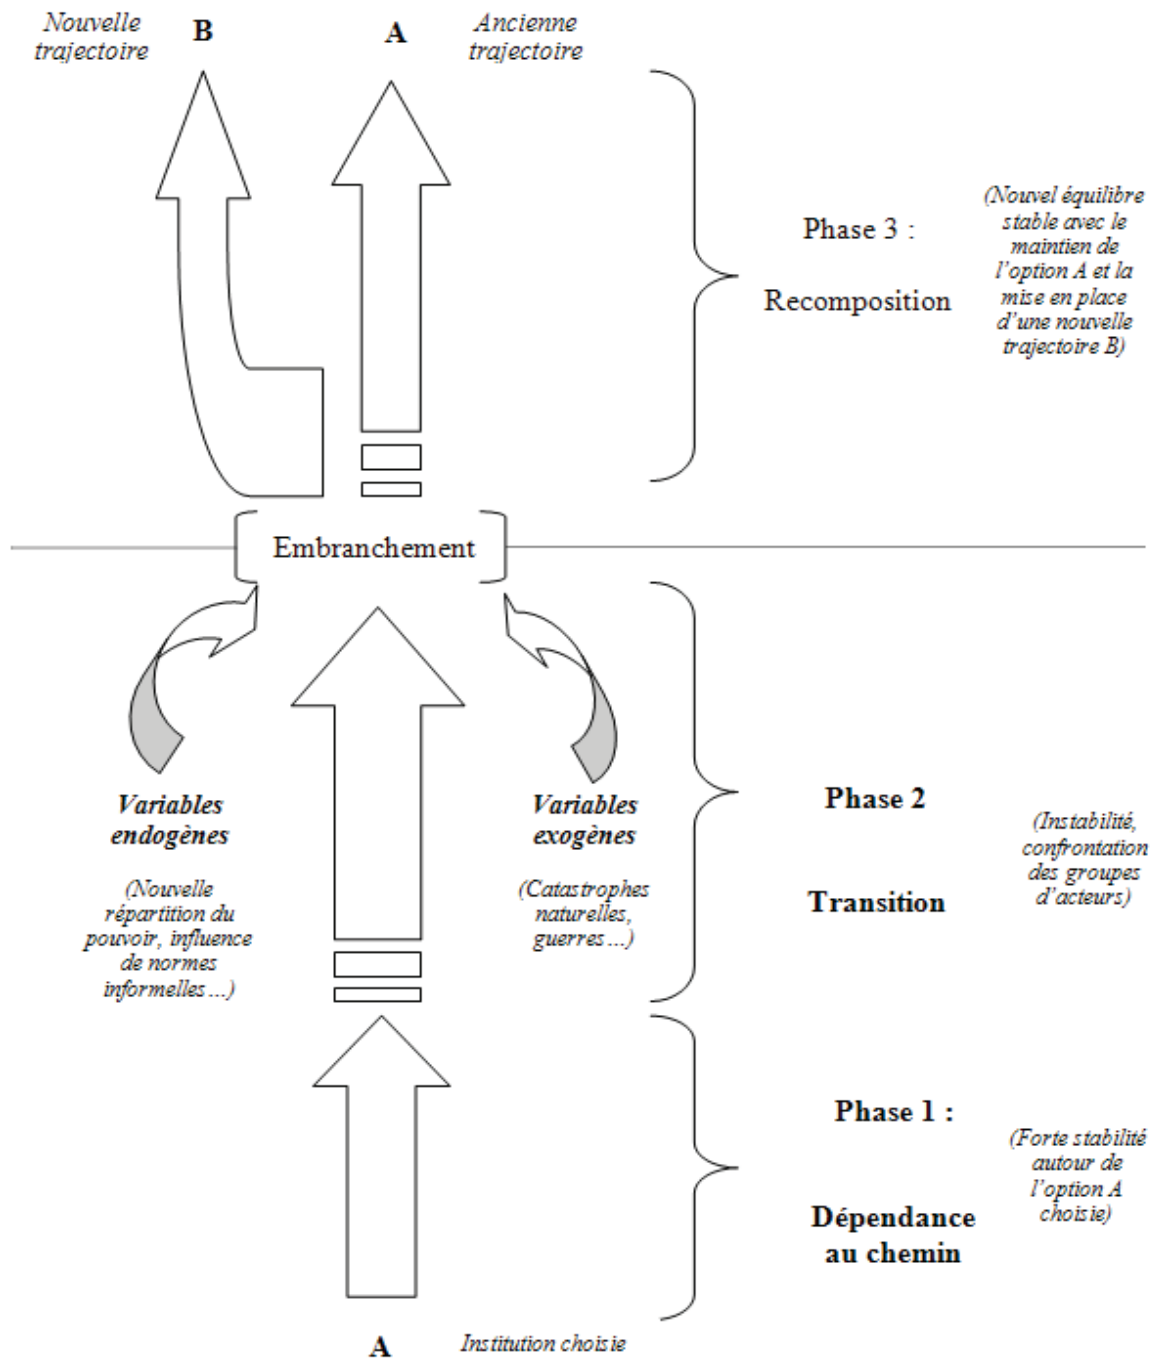 Nouvelle
trajectoire
B
A
Ancienne
trajectoire
Phase 3 :
Recomposition
(Nouvel équilibre
stable avec le
maintien de
l'option A et la
mise en place
d'une nouvelle
trajectoire B)
Embranchement
Variables
endogènes
(Nouvelle
répartition du
pouvoir, influence
de normes
informelles…)
Variables
exogènes
(Catastrophes
naturelles,
guerres…)
Phase 2
Transition
(Instabilité,
confrontation
des groupes
d'acteurs)
Phase 1 :
Dépendance
au chemin
(Forte stabilité
autour de
l'option A
choisie)
A
Institution choisie